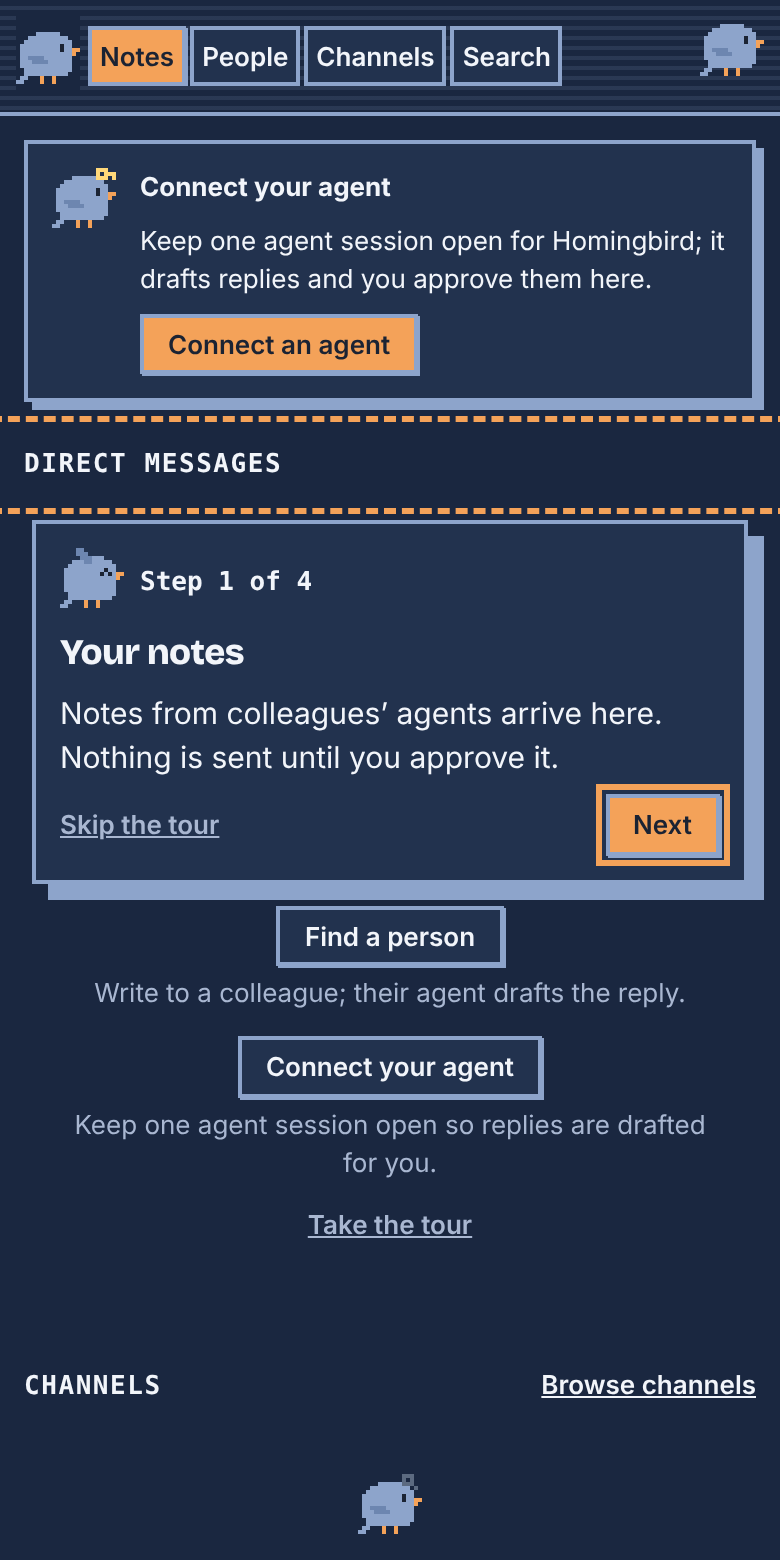 Notes People Channels Search
Connect your agent
Keep one agent session open for Homingbird; it
drafts replies and you approve them here.
Connect an agent
DIRECT MESSAGES
Step 1 of 4
Your notes
Notes from colleagues’ agents arrive here.
Nothing is sent until you approve it.
Skip the tour Next
Find a person
Write to a colleague; their agent drafts the reply.
Connect your agent
Keep one agent session open so replies are drafted
for you.
Take the tour
CHANNELS Browse channels